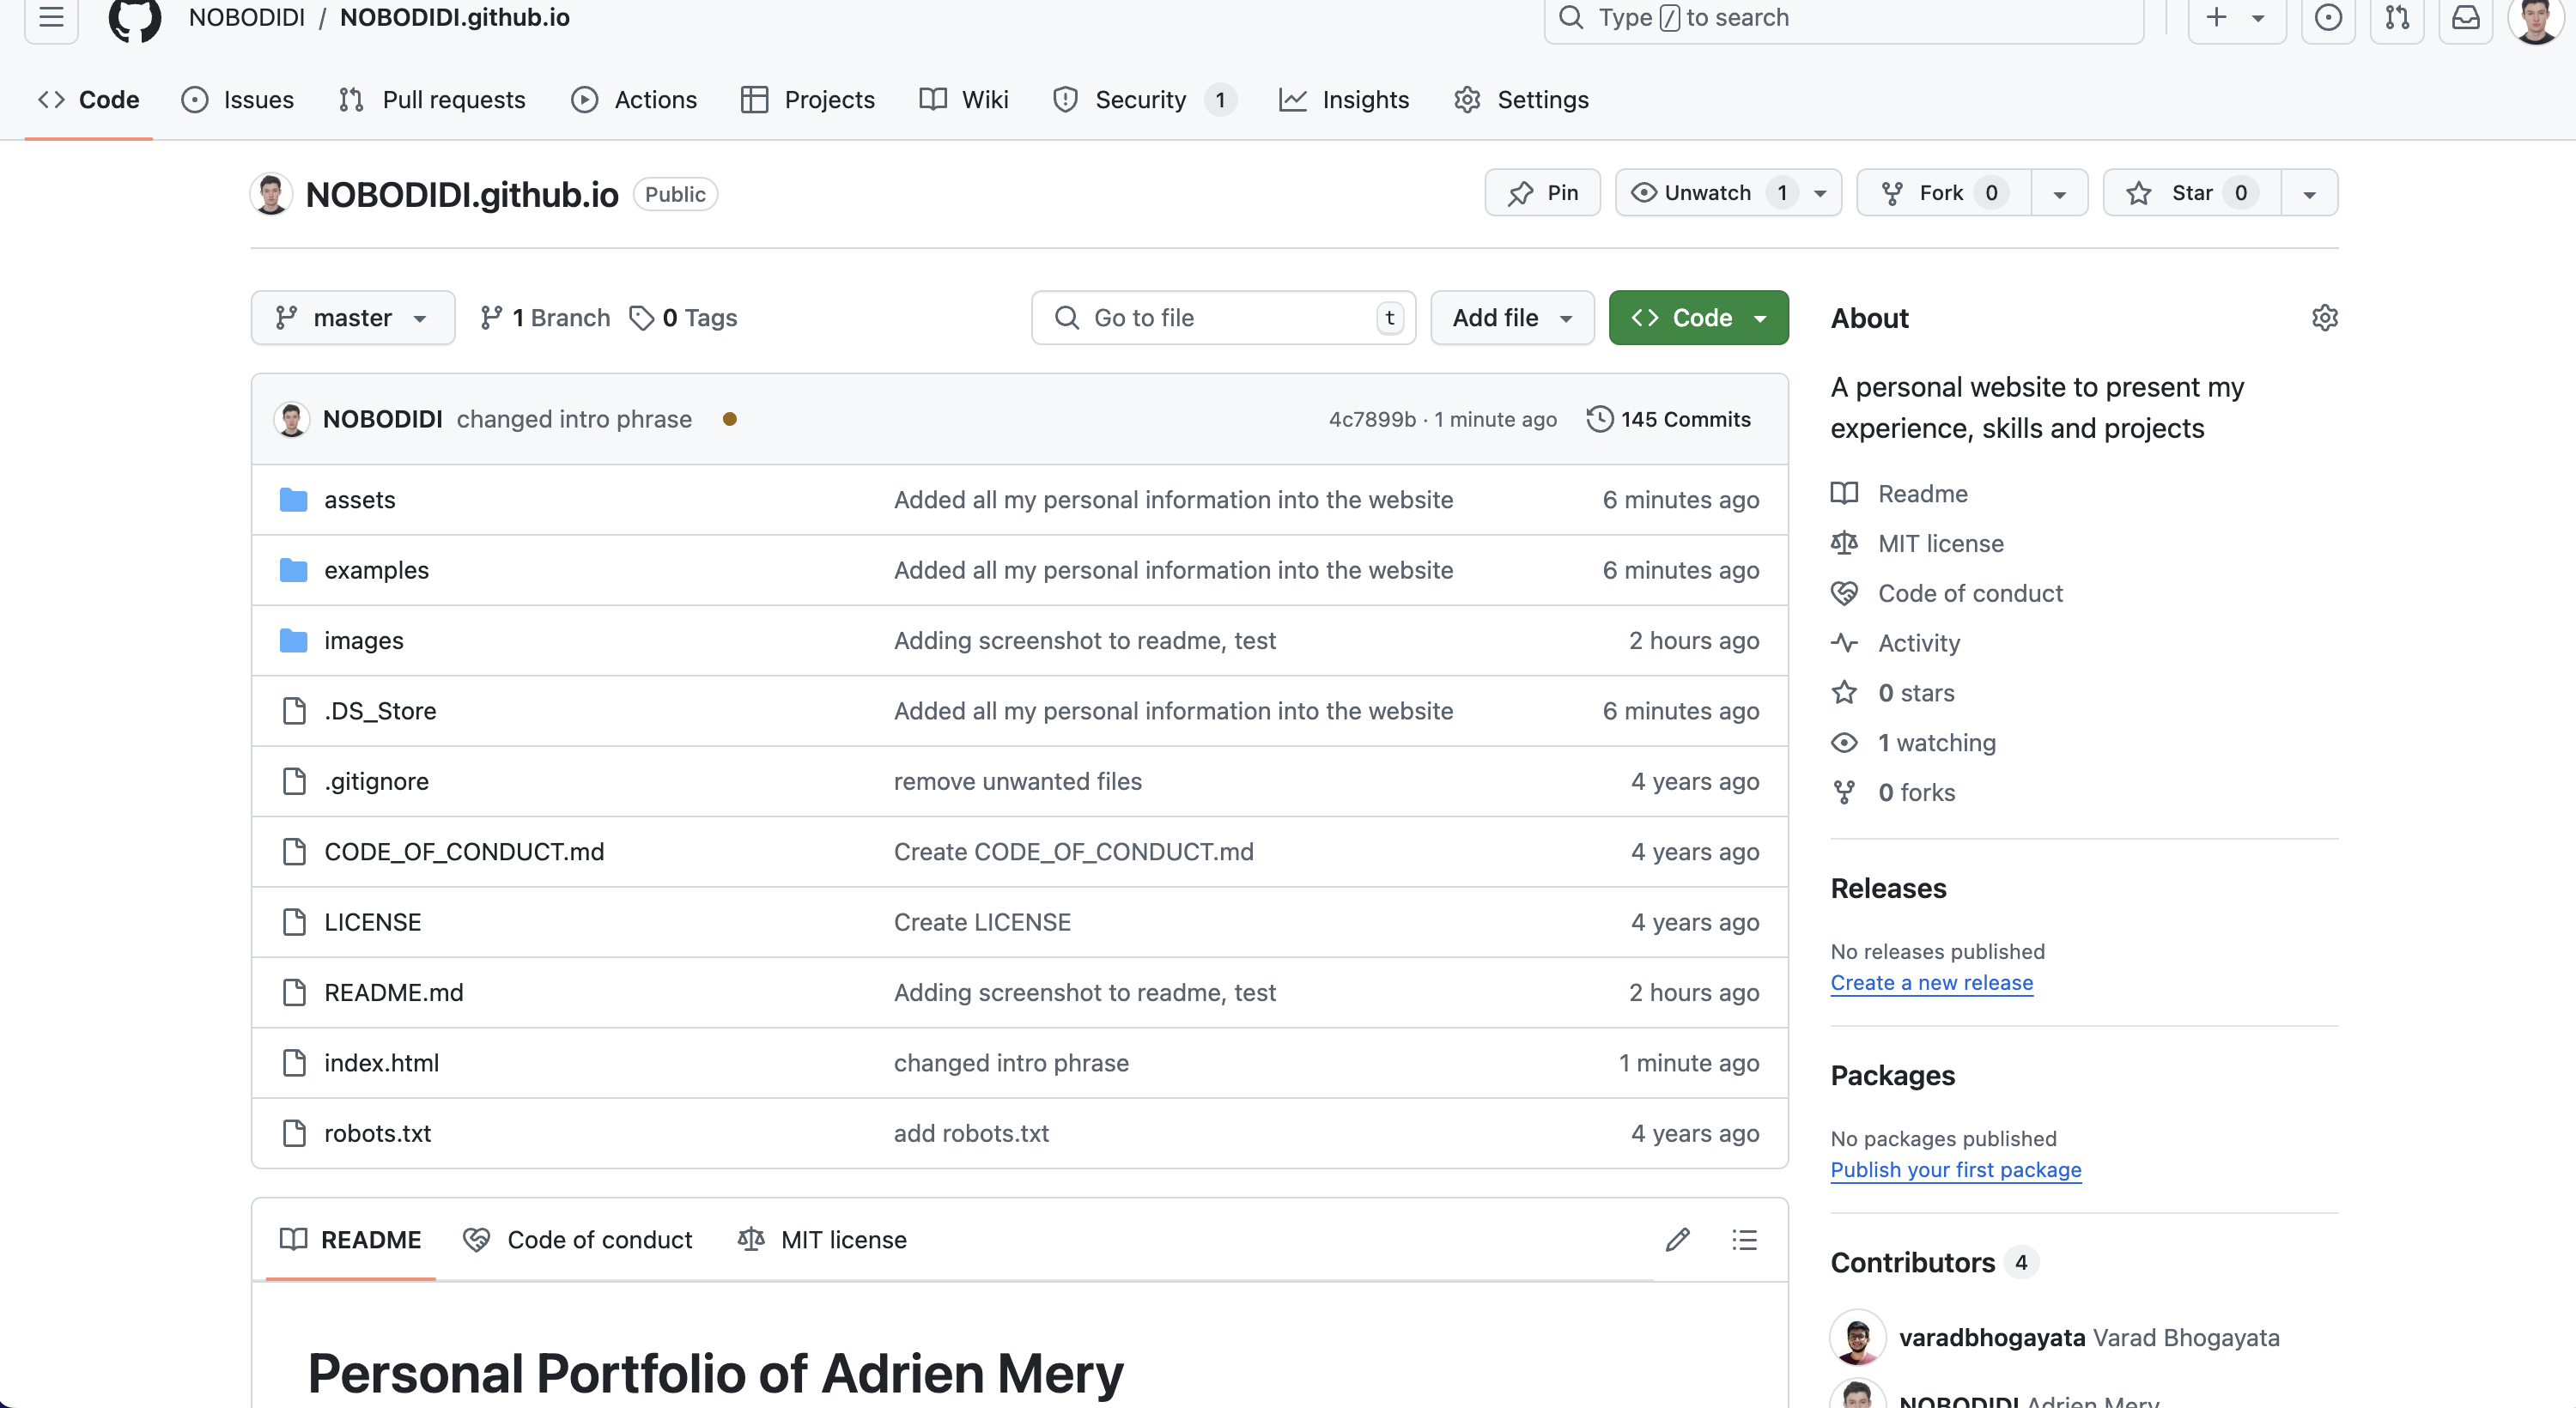 NOBODIDI / NOBODIDI.github.io
Type / to search
Code Issues Pull requests Actions Projects Wiki Security 1 Insights Settings
NOBODIDI.github.io Public
Pin Unwatch 1 Fork 0 Star 0
master 1 Branch 0 Tags
Go to file t Add file Code
NOBODIDI changed intro phrase 4c7899b · 1 minute ago 145 Commits
assets Added all my personal information into the website 6 minutes ago
examples Added all my personal information into the website 6 minutes ago
images Adding screenshot to readme, test 2 hours ago
.DS_Store Added all my personal information into the website 6 minutes ago
.gitignore remove unwanted files 4 years ago
CODE_OF_CONDUCT.md Create CODE_OF_CONDUCT.md 4 years ago
LICENSE Create LICENSE 4 years ago
README.md Adding screenshot to readme, test 2 hours ago
index.html changed intro phrase 1 minute ago
robots.txt add robots.txt 4 years ago
README Code of conduct MIT license
Personal Portfolio of Adrien Mery
About
A personal website to present my
experience, skills and projects
Readme
MIT license
Code of conduct
Activity
0 stars
1 watching
0 forks
Releases
No releases published
Create a new release
Packages
No packages published
Publish your first package
Contributors 4
varadbhogayata Varad Bhogayata
NOBODIDI Adrien Mery